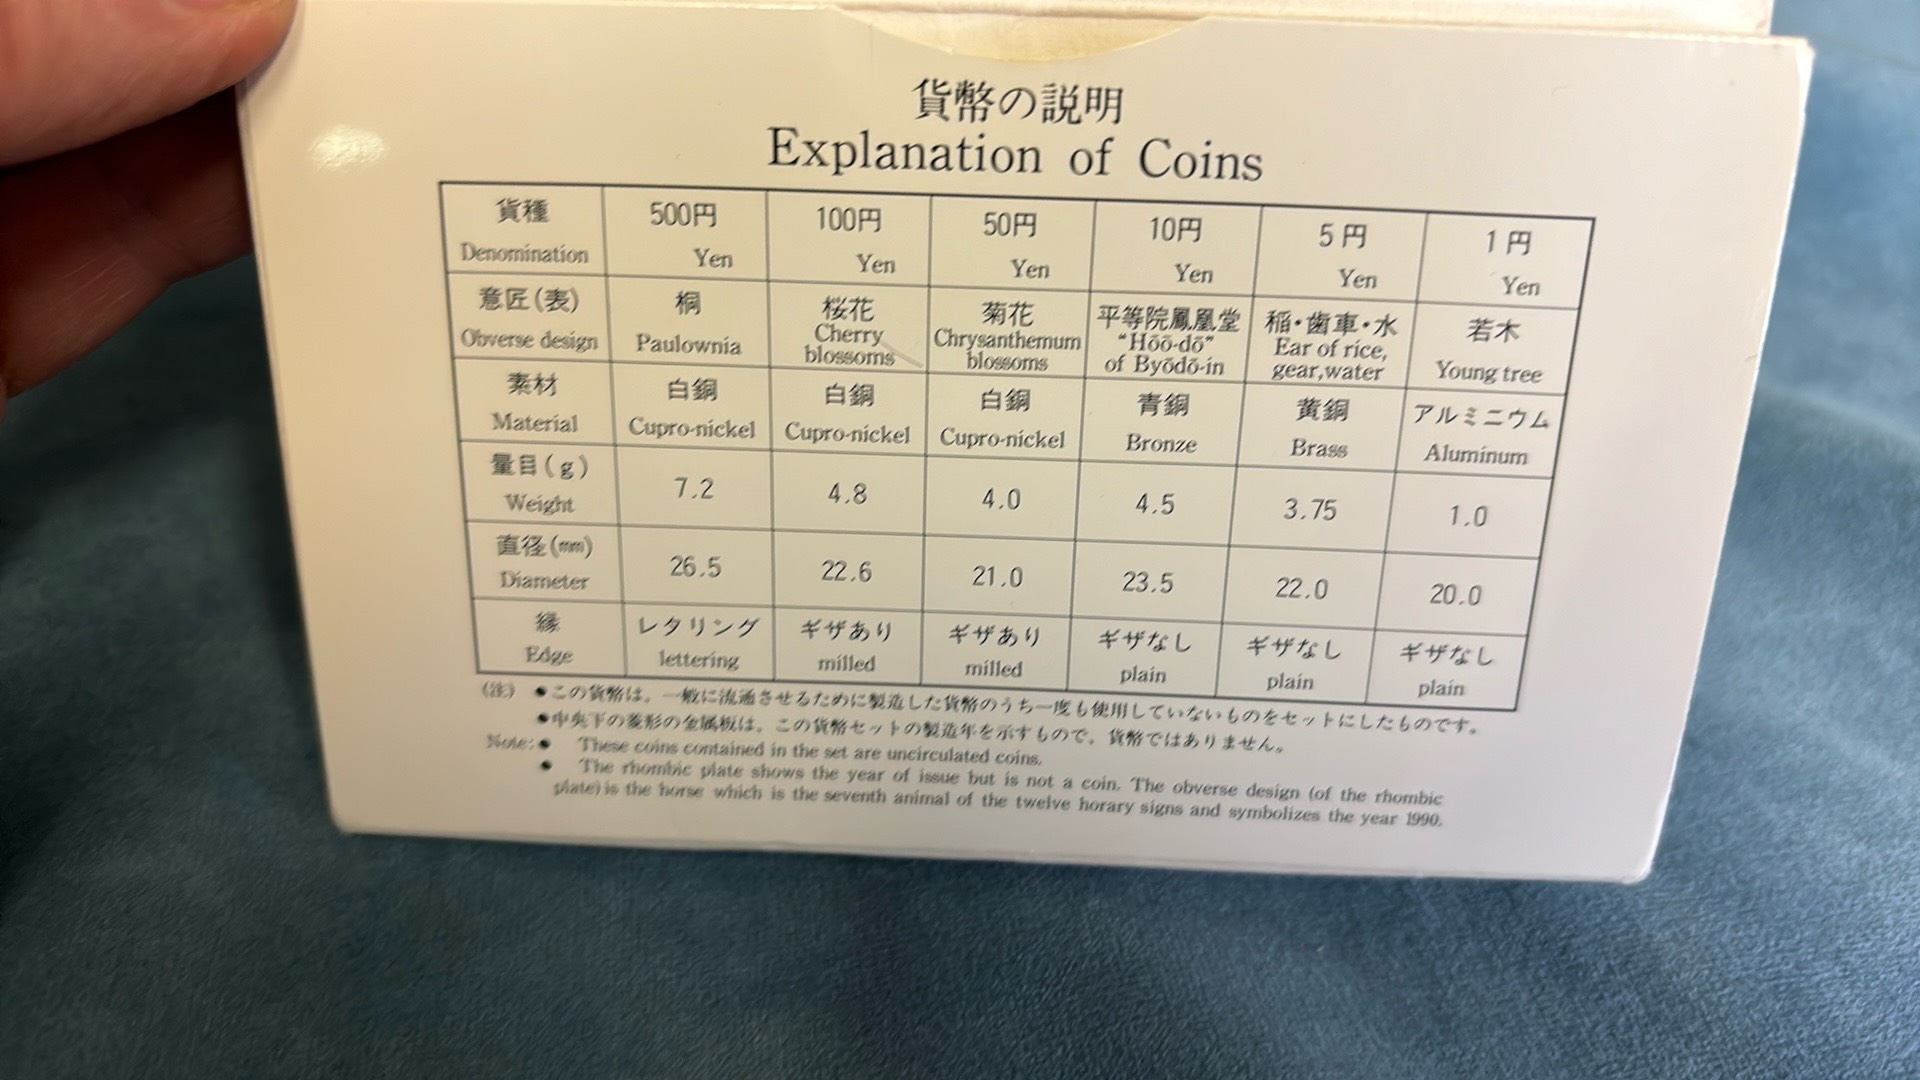 貨幣の説明
Explanation of Coins
貨種 500円 100円 50円 10円 5円 1円
Denomination Yen Yen Yen Yen Yen Yen
意匠(表) 桐 桜花 菊花 平等院鳳凰堂 稲・歯車・水 若木
Obverse design Paulownia Cherry blossoms Chrysanthemum blossoms "Hōō-dō" of Byōdō-in Ear of rice, gear,water Young tree
素材 白銅 白銅 白銅 青銅 黄銅 アルミニウム
Material Cupro-nickel Cupro-nickel Cupro-nickel Bronze Brass Aluminum
量目(g) 7.2 4.8 4.0 4.5 3.75 1.0
Weight
直径(㎜) 26.5 22.6 21.0 23.5 22.0 20.0
Diameter
縁 レタリング ギザあり ギザあり ギザなし ギザなし ギザなし
Edge lettering milled milled plain plain plain
(注) ●この貨幣は、一般に流通させるために製造した貨幣のうち一度も使用していないものをセットにしたものです。
●中央下の菱形の金属板は、この貨幣セットの製造年を示すもので、貨幣ではありません。
Note:● These coins contained in the set are uncirculated coins.
● The rhombic plate shows the year of issue but is not a coin. The obverse design (of the rhombic
plate) is the horse which is the seventh animal of the twelve horary signs and symbolizes the year 1990.